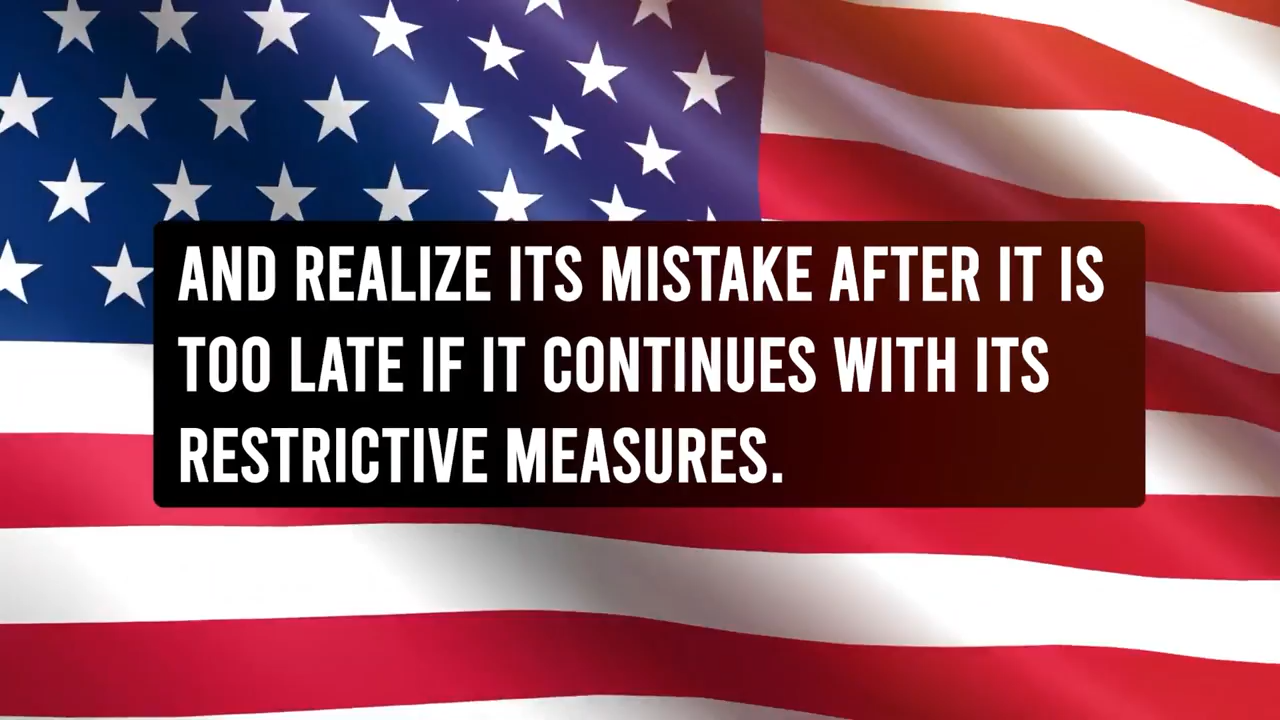 AND REALIZE ITS MISTAKE AFTER IT IS
TOO LATE IF IT CONTINUES WITH ITS
RESTRICTIVE MEASURES.